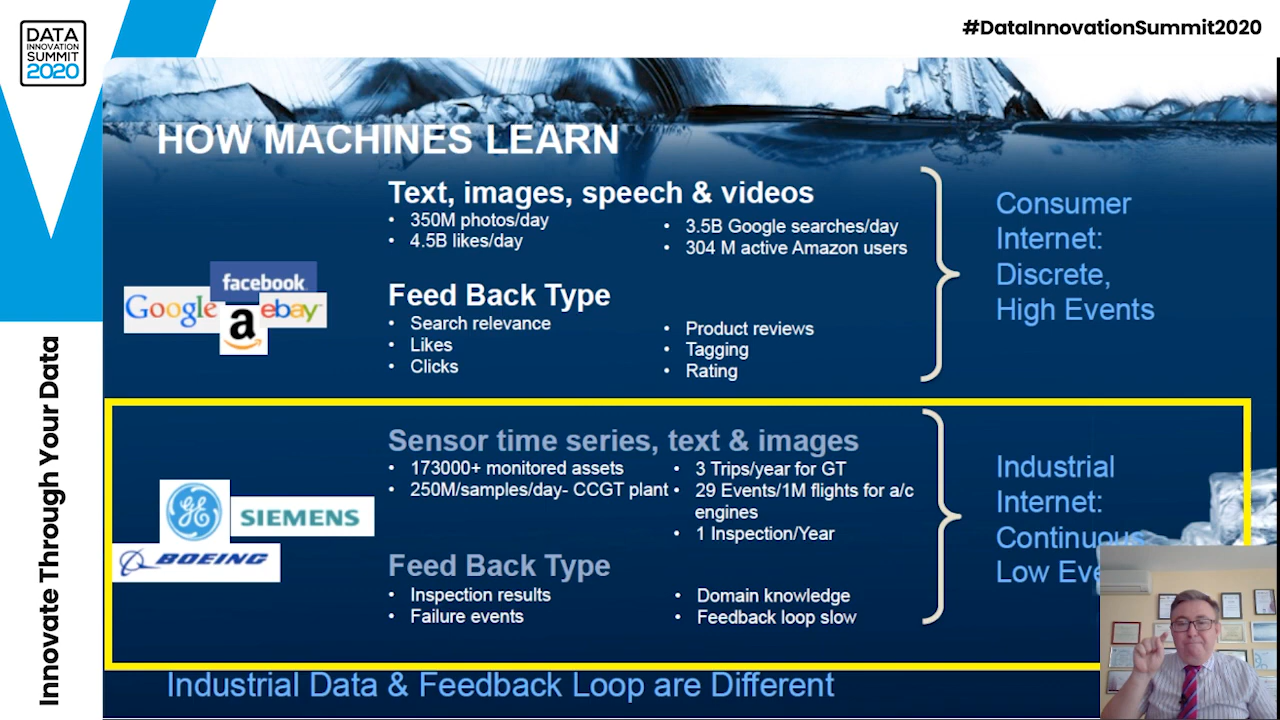 DATA
INNOVATION
SUMMIT
2020
#DataInnovationSummit2020
Innovate Through Your Data
HOW MACHINES LEARN
Text, images, speech & videos
• 350M photos/day
• 4.5B likes/day
• 3.5B Google searches/day
• 304 M active Amazon users
Feed Back Type
• Search relevance
• Likes
• Clicks
• Product reviews
• Tagging
• Rating
Consumer
Internet:
Discrete,
High Events
facebook
Google
ebay
a
Sensor time series, text & images
• 173000+ monitored assets
• 250M/samples/day- CCGT plant
• 3 Trips/year for GT
• 29 Events/1M flights for a/c
engines
• 1 Inspection/Year
Feed Back Type
• Inspection results
• Failure events
• Domain knowledge
• Feedback loop slow
Industrial
Internet:
Continuous
Low Eve
GE
SIEMENS
BOEING
Industrial Data & Feedback Loop are Different